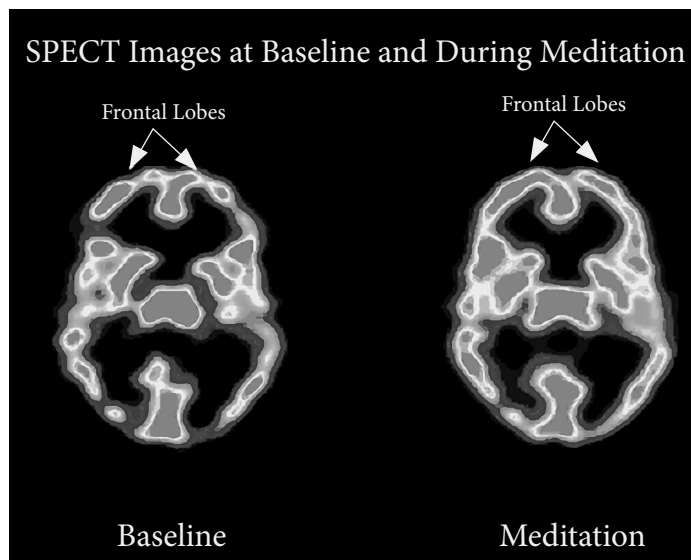 SPECT Images at Baseline and During Meditation
Frontal Lobes
Frontal Lobes
Baseline
Meditation